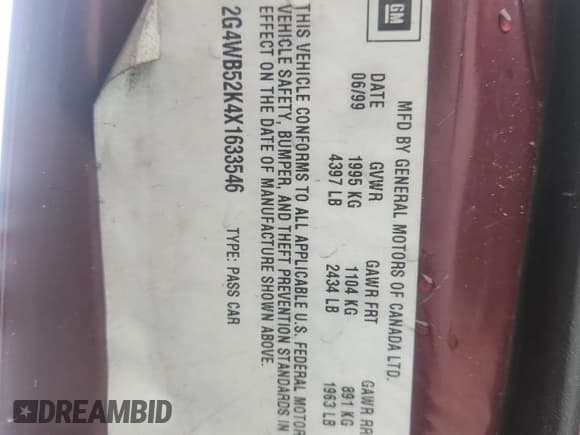 GM
MFD BY GENERAL MOTORS OF CANADA LTD.
DATE GVWR GAWR FRT GAWR RR
06/99 1995 KG 1104 KG 891 KG
4397 LB 2434 LB 1963 LB
THIS VEHICLE CONFORMS TO ALL APPLICABLE U.S. FEDERAL MOTOR
VEHICLE SAFETY, BUMPER, AND THEFT PREVENTION STANDARDS IN
EFFECT ON THE DATE OF MANUFACTURE SHOWN ABOVE.
2G4WB52K4X1633546 TYPE: PASS CAR
DREAMBID